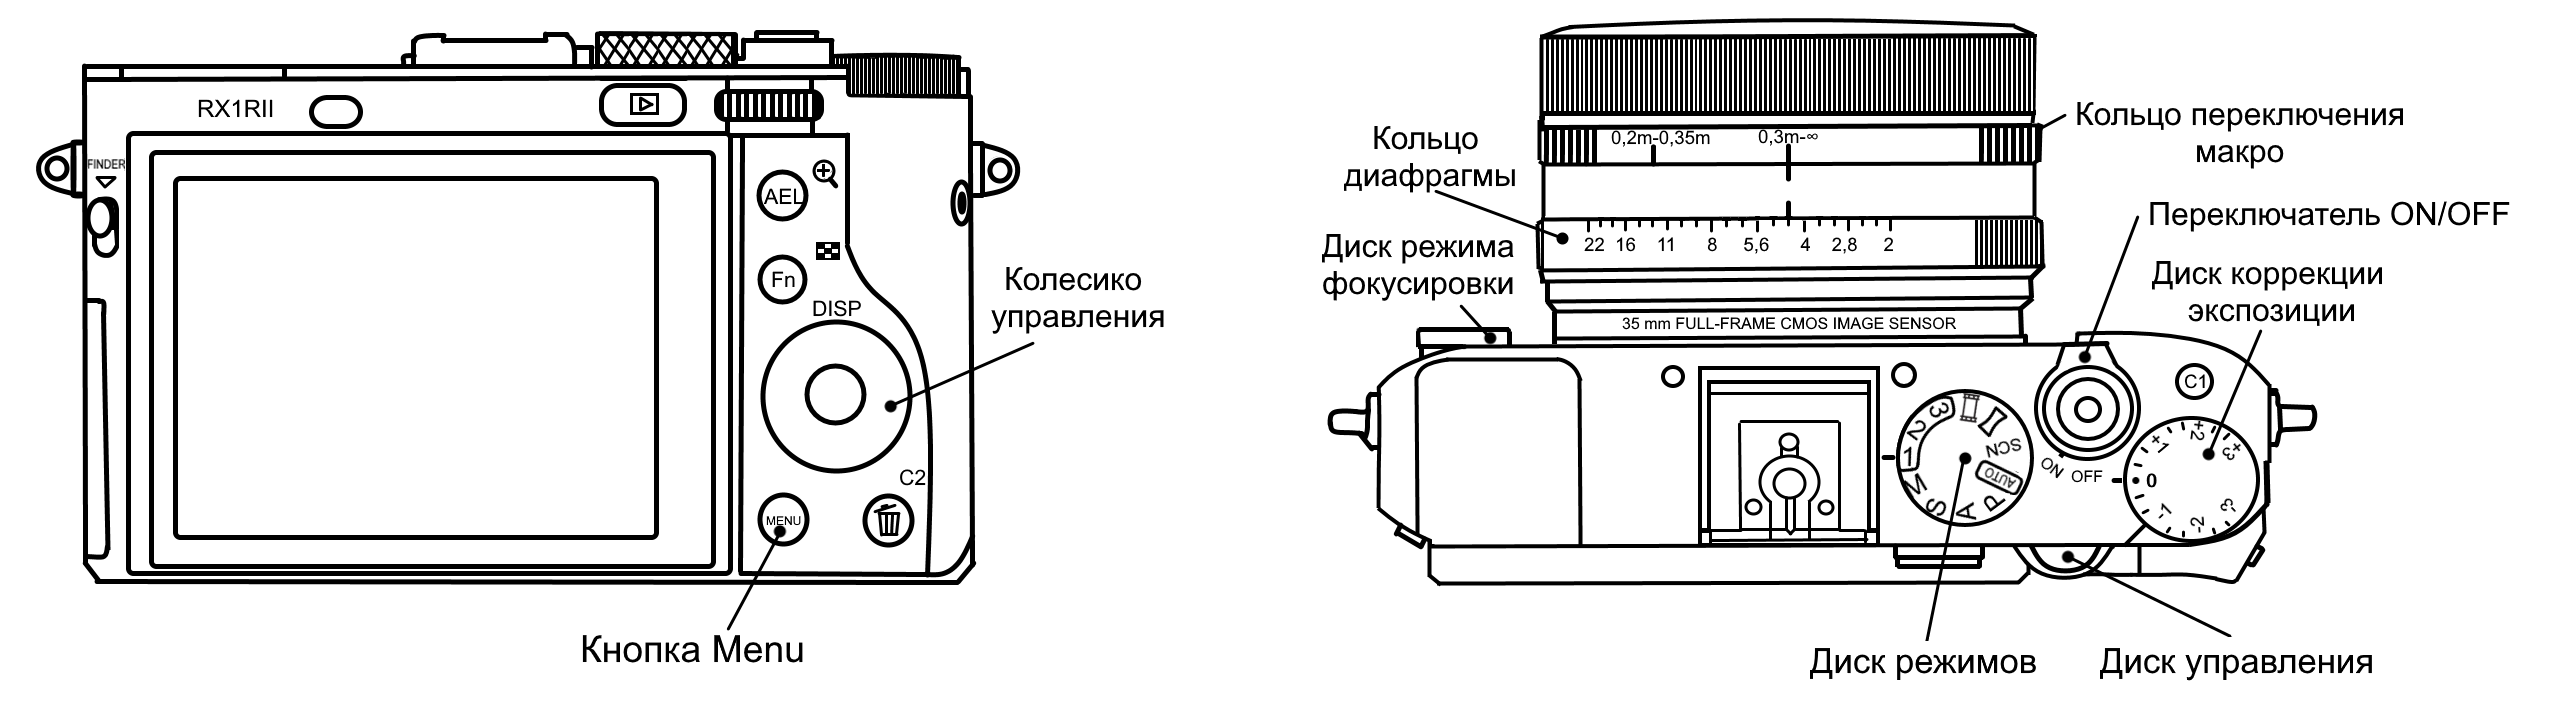 RX1RII
FINDER
AEL
Fn
DISP
Колесико
управления
C2
MENU
Кнопка Menu
0,2m-0,35m
0,3m-∞
Кольцо переключения
макро
Кольцо
диафрагмы
Переключатель ON/OFF
22 16 11 8 5,6 4 2,8 2
Диск режима
фокусировки
Диск коррекции
экспозиции
35 mm FULL-FRAME CMOS IMAGE SENSOR
C1
3
2
1
M
S
A
P
AUTO
SCN
ON OFF
+3
+2
+1
0
-1
-2
-3
Диск режимов
Диск управления